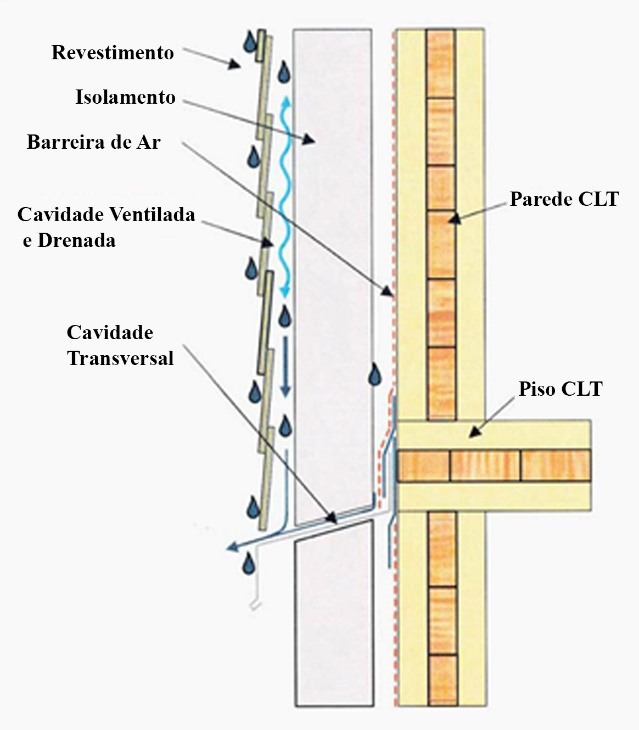 Revestimento
Isolamento
Barreira de Ar
Cavidade Ventilada
e Drenada
Cavidade
Transversal
Parede CLT
Piso CLT